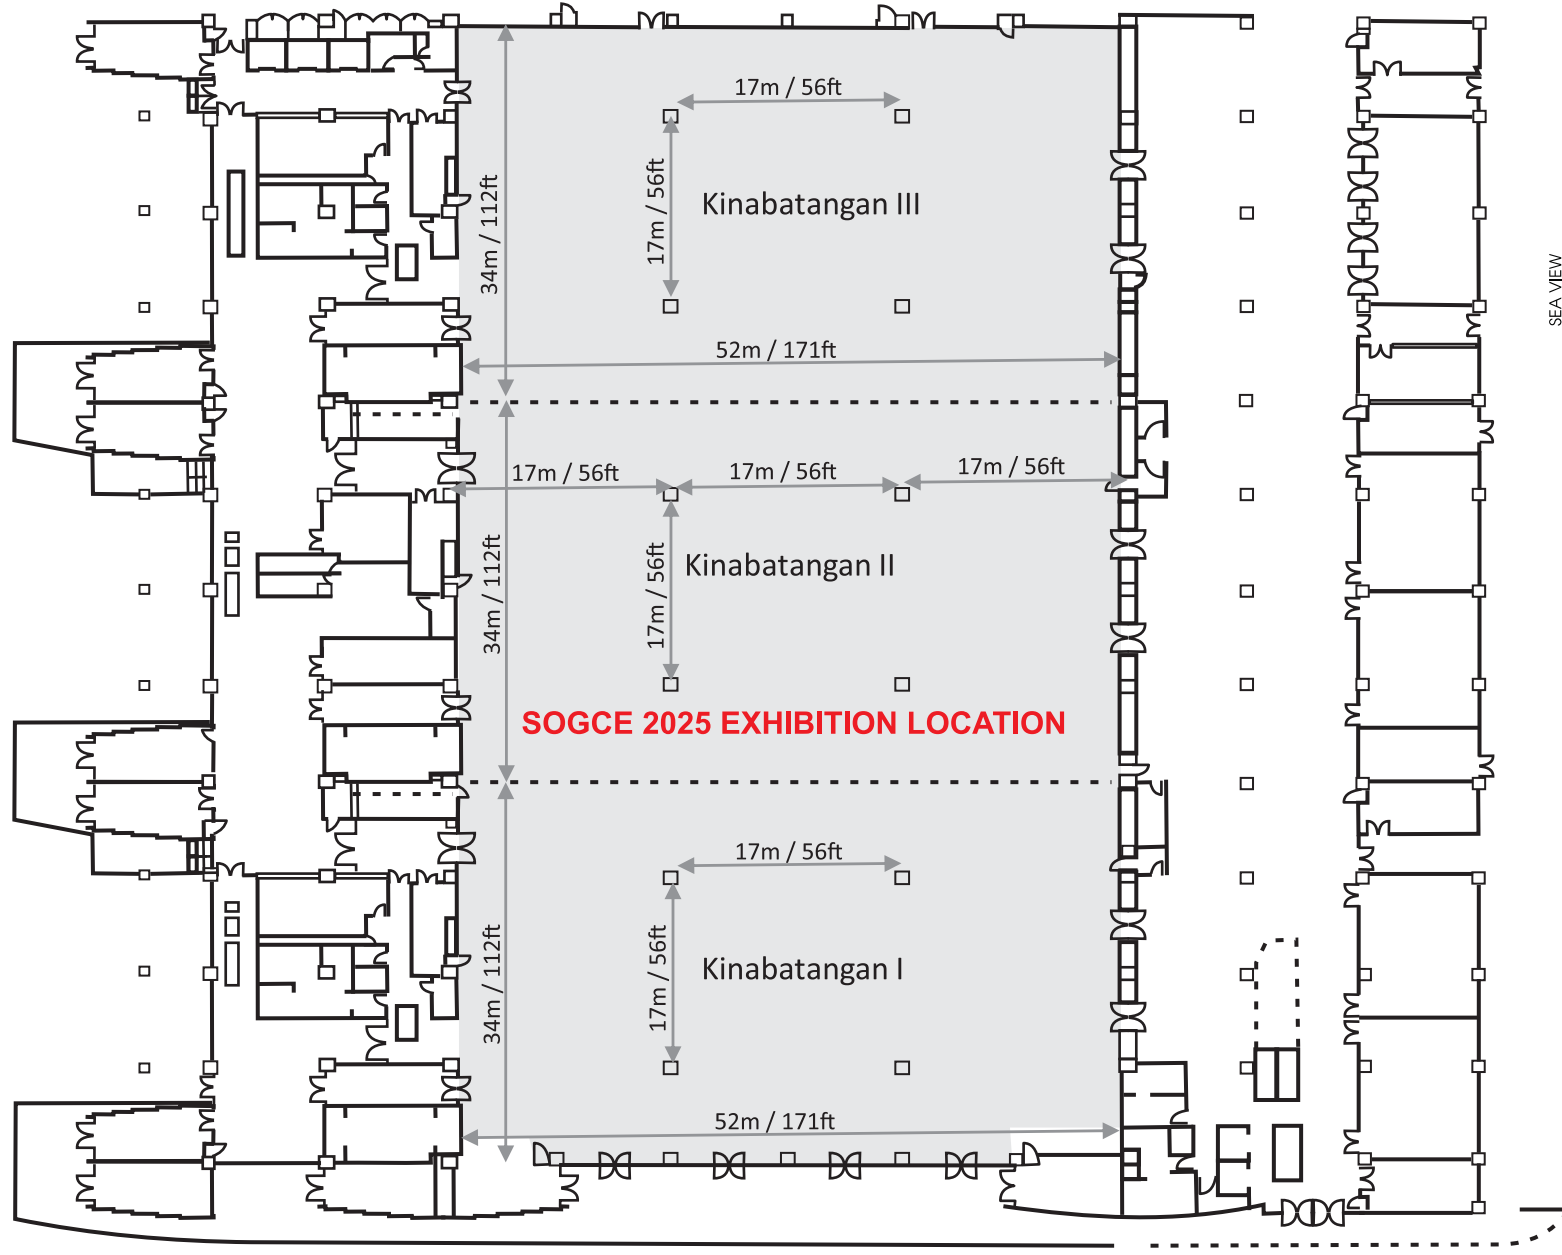 17m / 56ft
17m / 56ft
34m / 112ft
Kinabatangan III
SEA VIEW
52m / 171ft
17m / 56ft
17m / 56ft
17m / 56ft
17m / 56ft
34m / 112ft
Kinabatangan II
SOGCE 2025 EXHIBITION LOCATION
17m / 56ft
17m / 56ft
34m / 112ft
Kinabatangan I
52m / 171ft